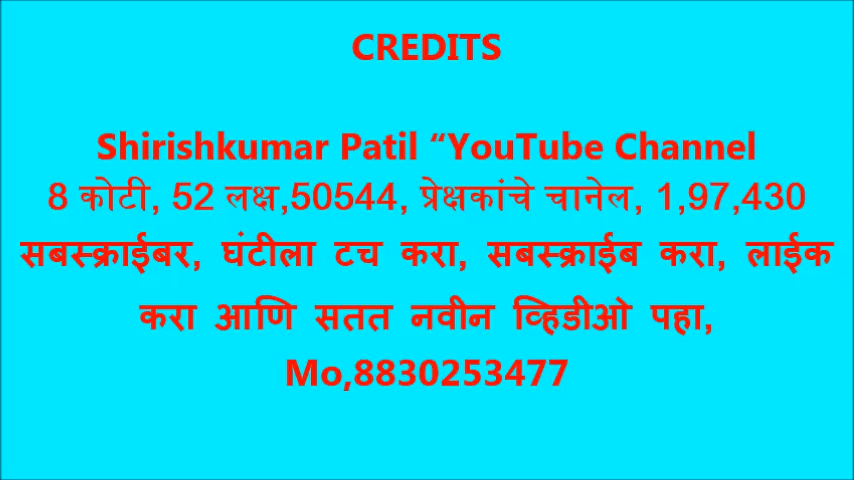 CREDITS
Shirishkumar Patil “YouTube Channel
8 कोटी, 52 लक्ष,50544, प्रेक्षकांचे चानेल, 1,97,430
सबस्क्राईबर, घंटीला टच करा, सबस्क्राईब करा, लाईक
करा आणि सतत नवीन व्हिडीओ पहा,
Mo,8830253477